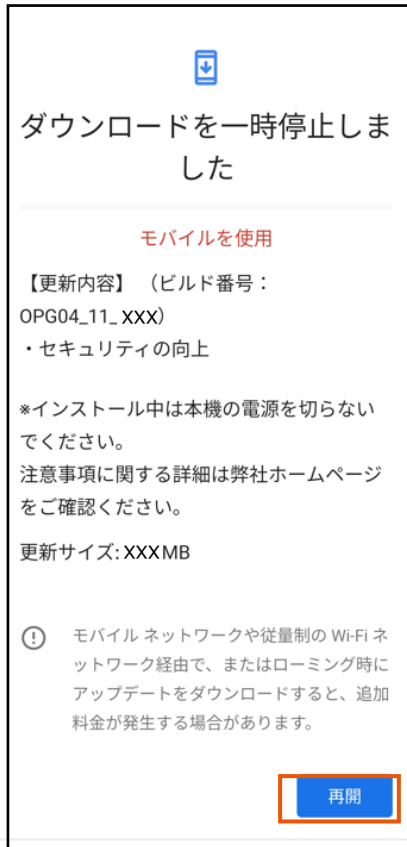 ダウンロードを一時停止しま
した
モバイルを使用
【更新内容】（ビルド番号：
OPG04_11_ XXX）
・セキュリティの向上
※インストール中は本機の電源を切らない
でください。
注意事項に関する詳細は弊社ホームページ
をご確認ください。
更新サイズ: XXX MB
モバイル ネットワークや従量制の Wi-Fi ネ
ットワーク経由で、またはローミング時に
アップデートをダウンロードすると、追加
料金が発生する場合があります。
再開